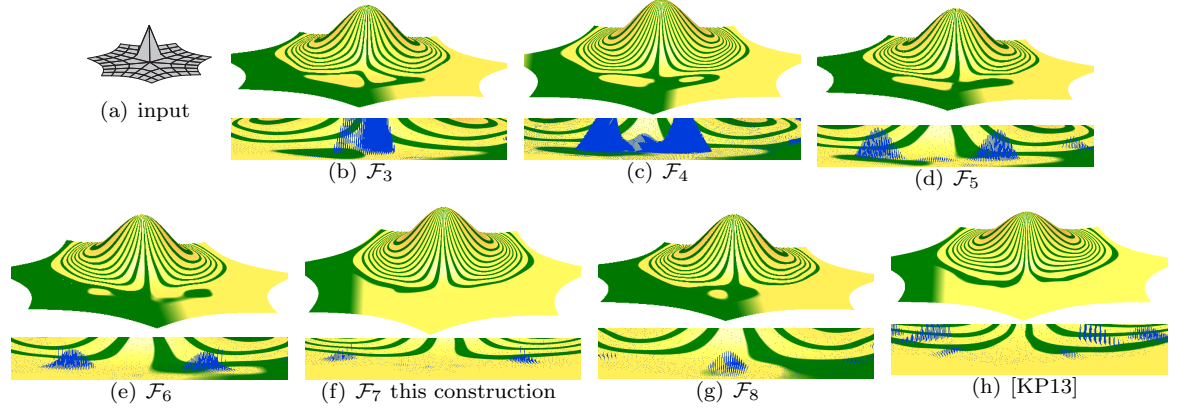 (a) input
(b) F₃
(c) F₄
(d) F₅
(e) F₆
(f) F₇ this construction
(g) F₈
(h) [KP13]